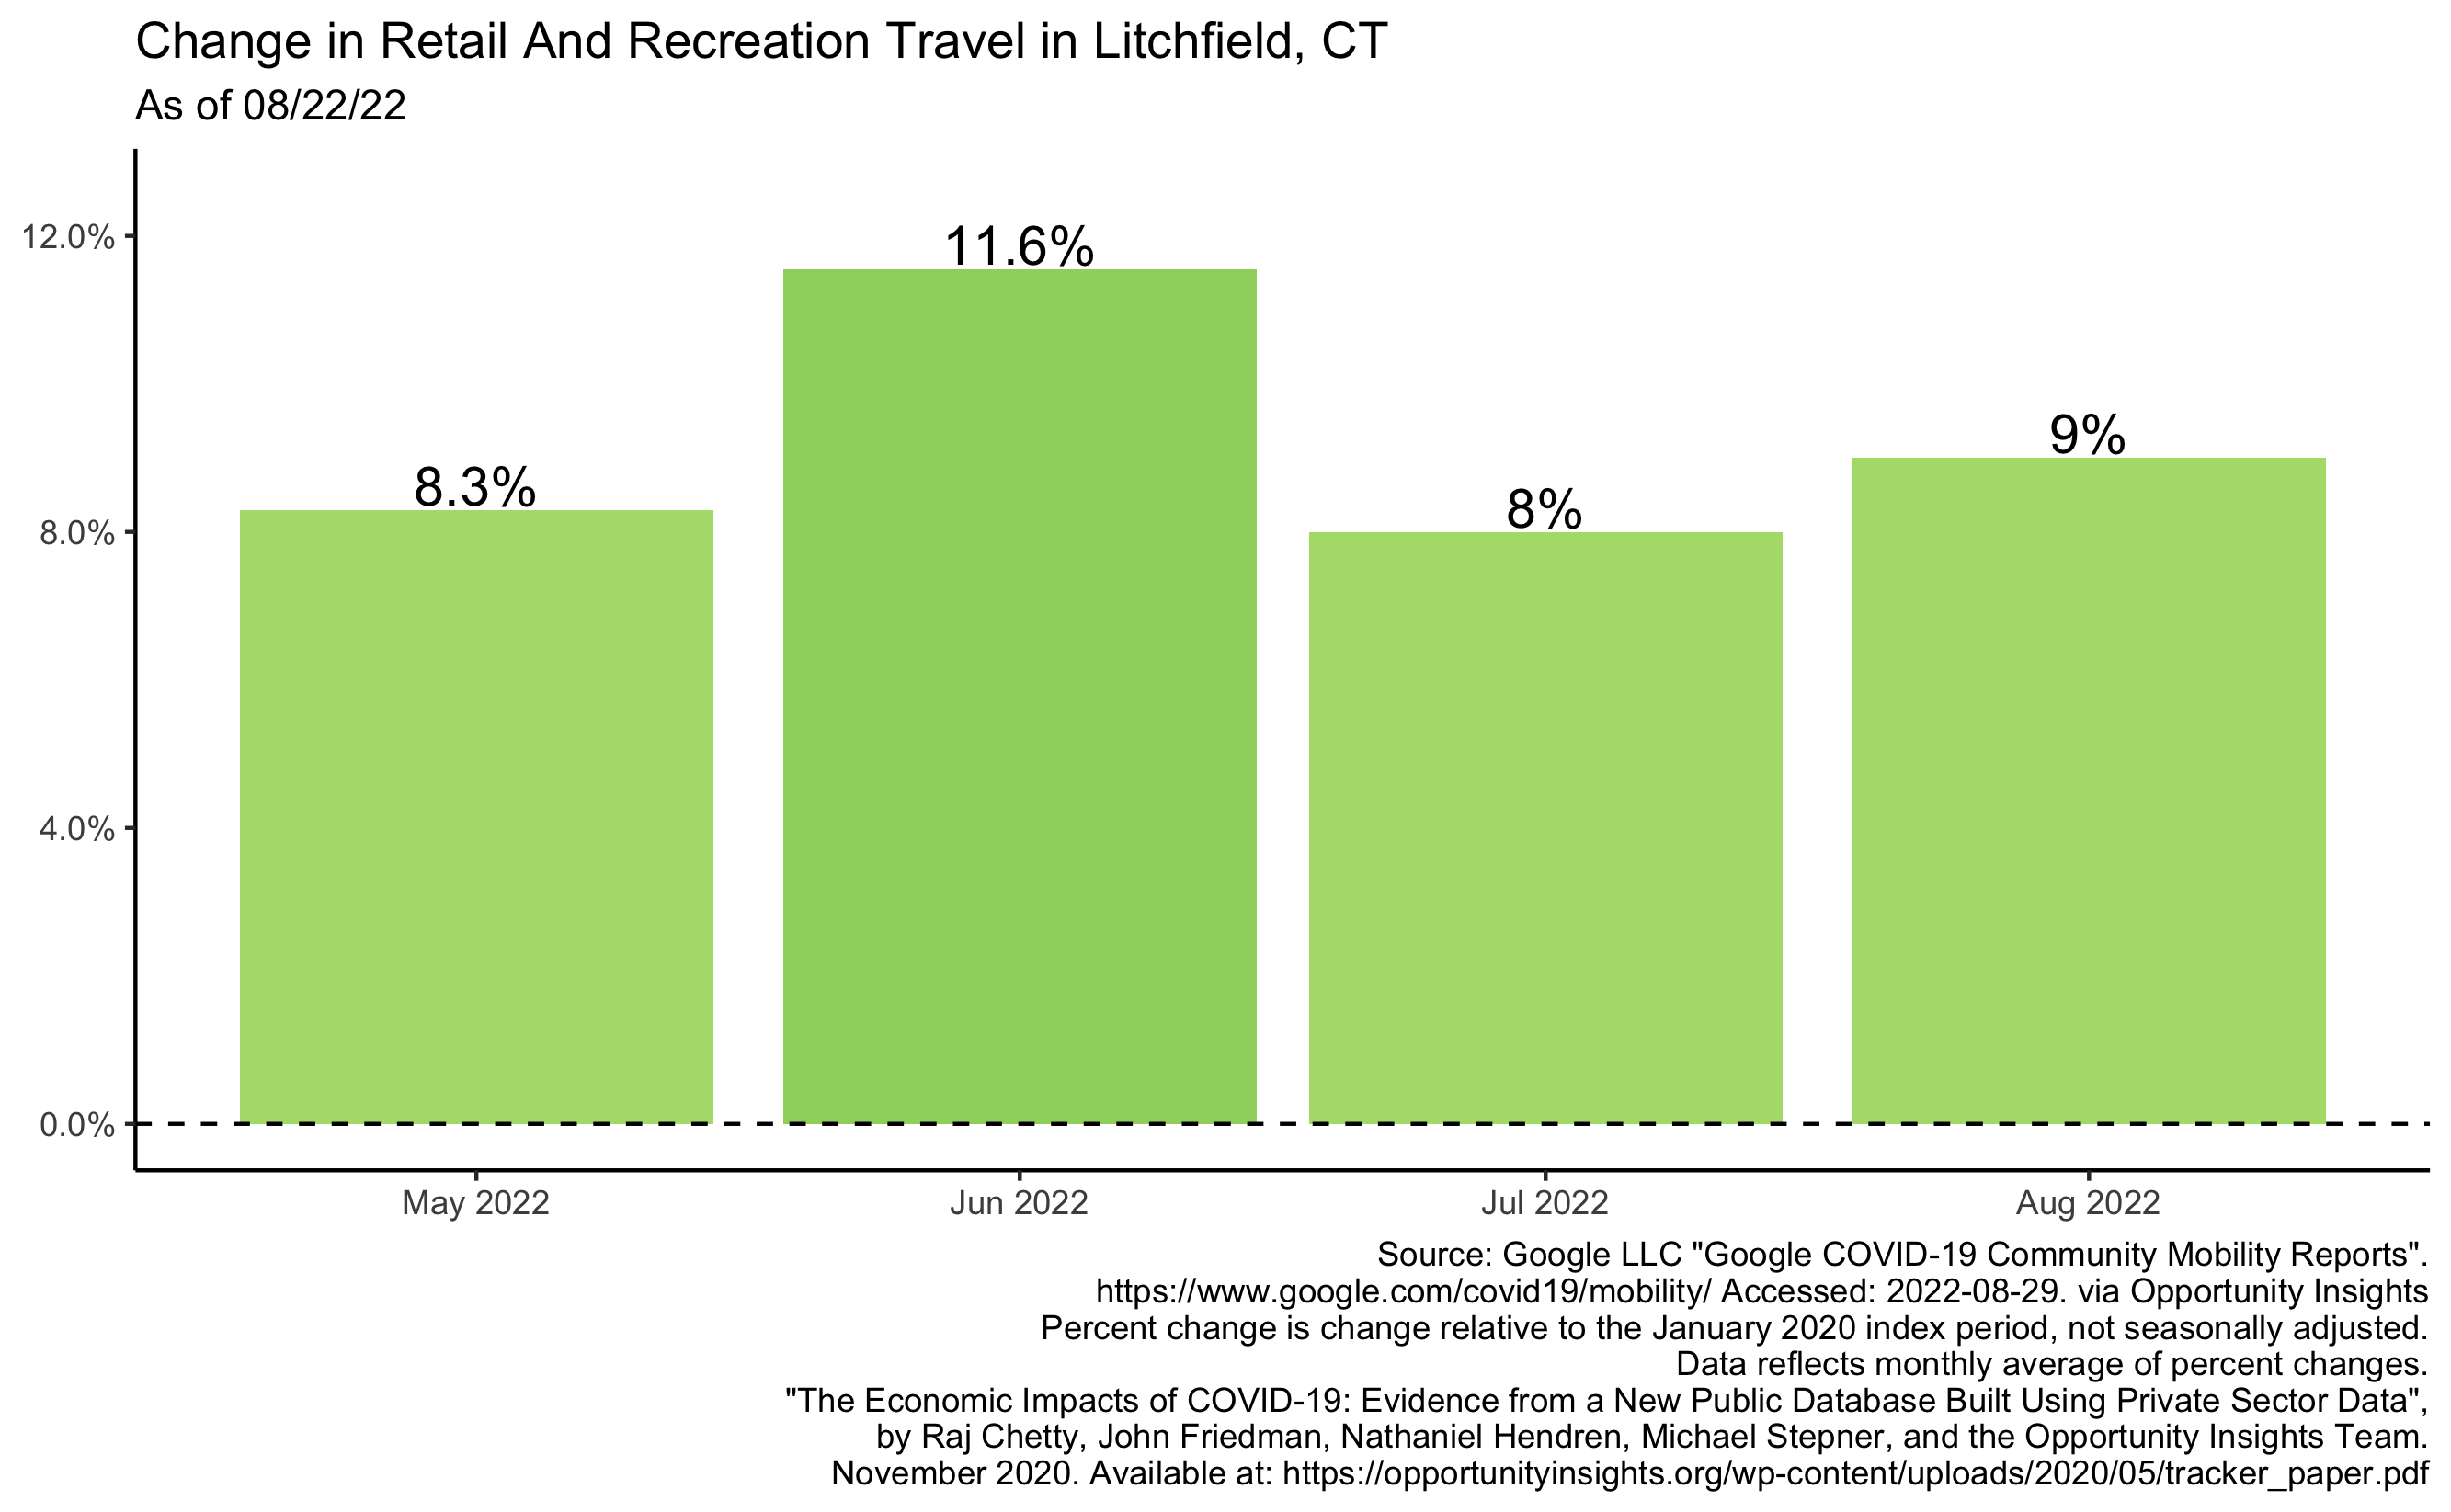 Change in Retail And Recreation Travel in Litchfield, CT
As of 08/22/22
12.0%
8.0%
4.0%
0.0%
8.3%
11.6%
8%
9%
May 2022
Jun 2022
Jul 2022
Aug 2022
Source: Google LLC "Google COVID-19 Community Mobility Reports".
https://www.google.com/covid19/mobility/ Accessed: 2022-08-29. via Opportunity Insights
Percent change is change relative to the January 2020 index period, not seasonally adjusted.
Data reflects monthly average of percent changes.
"The Economic Impacts of COVID-19: Evidence from a New Public Database Built Using Private Sector Data",
by Raj Chetty, John Friedman, Nathaniel Hendren, Michael Stepner, and the Opportunity Insights Team.
November 2020. Available at: https://opportunityinsights.org/wp-content/uploads/2020/05/tracker_paper.pdf